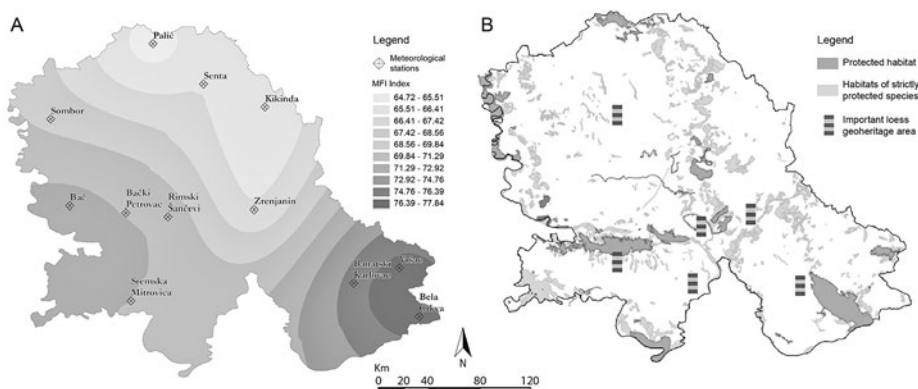 A
Palić
Senta
Kikinda
Sombor
Bač
Bački
Petrovac
Rimski
Šančevi
Zrenjanin
Sremska
Mitrovica
Banatski
Karlovac
Vršac
Bela
Crkva
Legend
Meteorological
stations
MFI Index
64.72 - 65.51
65.51 - 66.41
66.41 - 67.42
67.42 - 68.56
68.56 - 69.84
69.84 - 71.29
71.29 - 72.92
72.92 - 74.76
74.76 - 76.39
76.39 - 77.84
N
Km
0 20 40 80 120
B
Legend
Protected habitat
Habitats of strictly
protected species
Important loess
geoheritage area